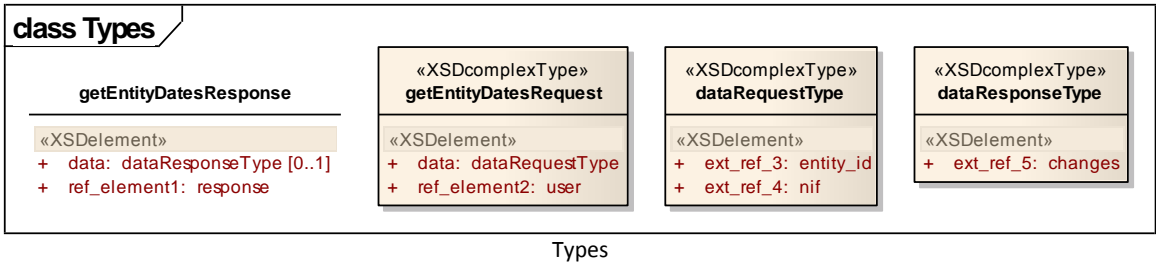 class Types
getEntityDatesResponse
«XSDelement»
+ data: dataResponseType [0..1]
+ ref_element1: response
«XSDcomplexType»
getEntityDatesRequest
«XSDelement»
+ data: dataRequestType
+ ref_element2: user
«XSDcomplexType»
dataRequestType
«XSDelement»
+ ext_ref_3: entity_id
+ ext_ref_4: nif
«XSDcomplexType»
dataResponseType
«XSDelement»
+ ext_ref_5: changes
Types